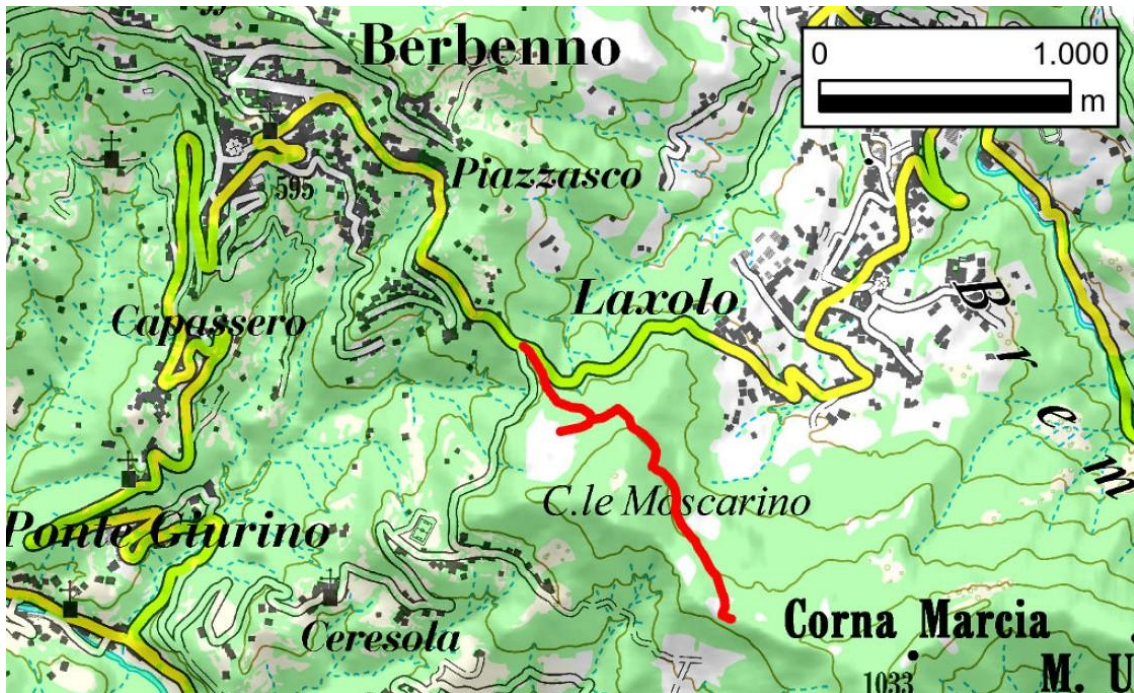 Berbenno
0 1.000
m
Piazzasco
595
Laxolo
Capassero
B r e m
C.le Moscarino
Ponte Giurino
Corna Marcia
Ceresola
1033
M. U